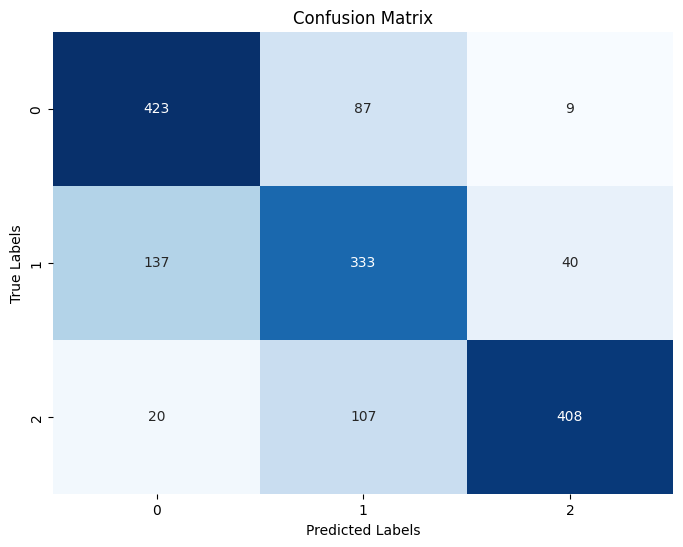 Confusion Matrix
True Labels
0
423 87 9
1
137 333 40
2
20 107 408
0 1 2
Predicted Labels